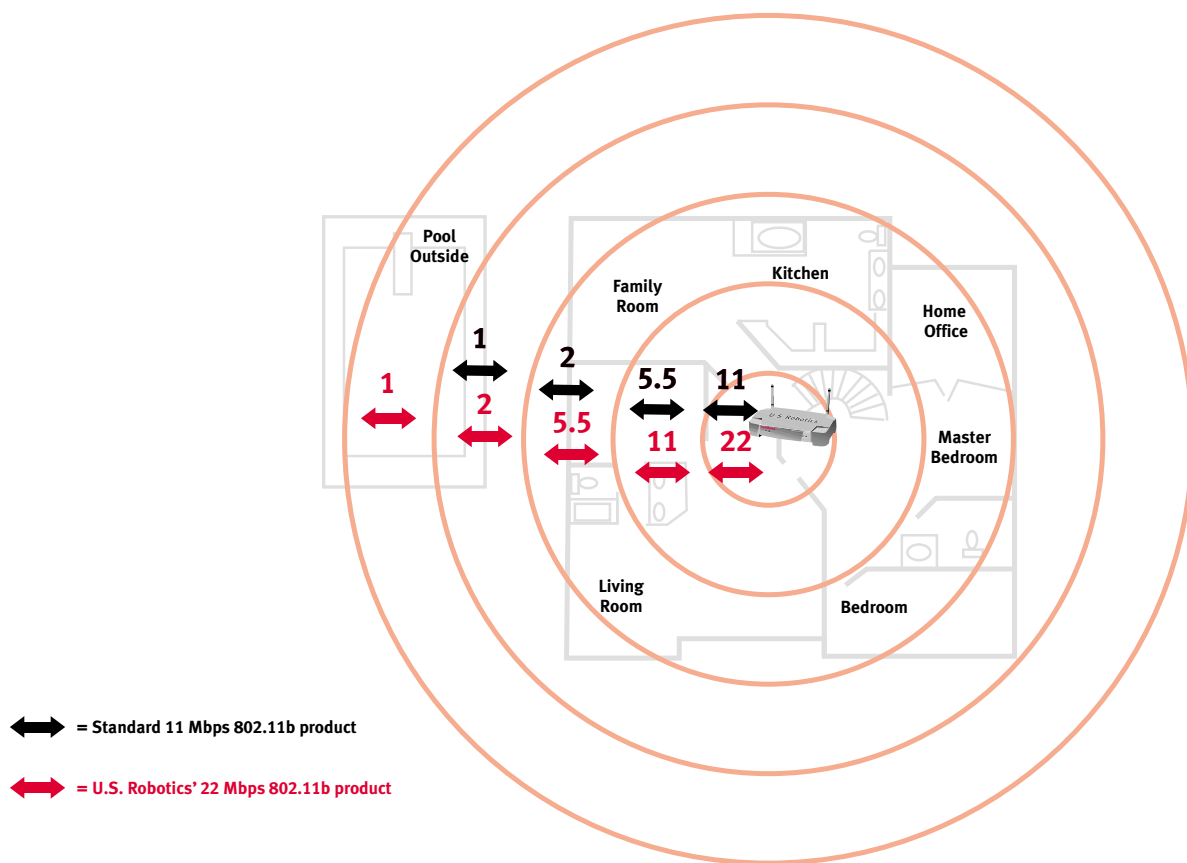 Pool
Outside
Kitchen
Family
Room
Home
Office
1
2
5.5
11
1
2
5.5
11
22
U.S. Robotics
Master
Bedroom
Living
Room
Bedroom
= Standard 11 Mbps 802.11b product
= U.S. Robotics' 22 Mbps 802.11b product